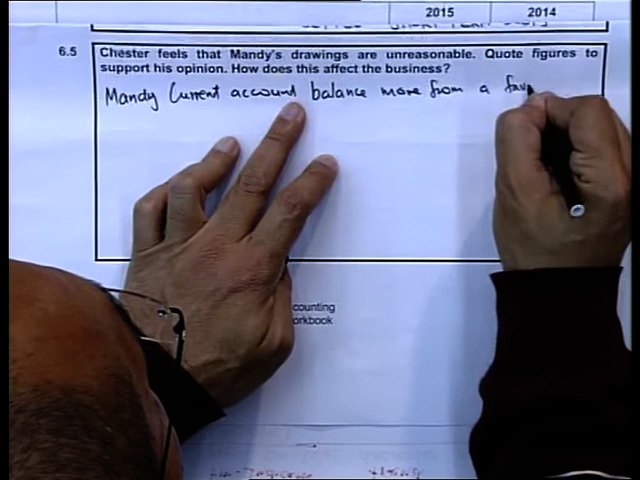 2015 2014
6.5 Chester feels that Mandy's drawings are unreasonable. Quote figures to
support his opinion. How does this affect the business?
Mandy Current account balance move from a fav
counting
orkbook